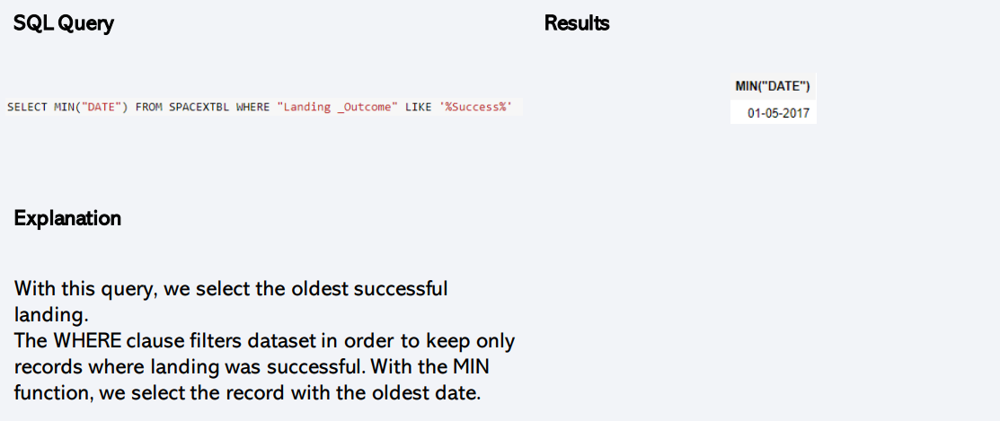 SQL Query
Results
SELECT MIN("DATE") FROM SPACEXTBL WHERE "Landing _Outcome" LIKE '%Success%'
MIN("DATE")
01-05-2017
Explanation
With this query, we select the oldest successful
landing.
The WHERE clause filters dataset in order to keep only
records where landing was successful. With the MIN
function, we select the record with the oldest date.